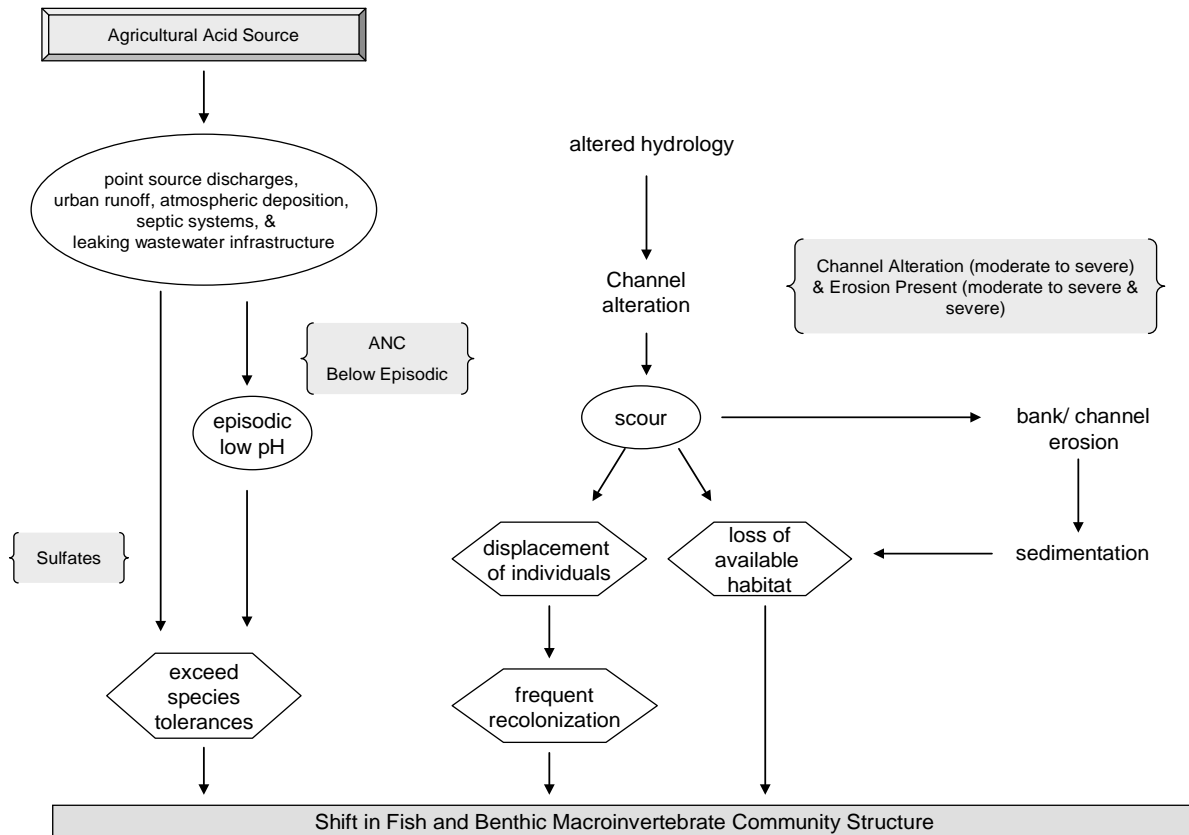 Agricultural Acid Source
point source discharges,
urban runoff, atmospheric deposition,
septic systems, &
leaking wastewater infrastructure
altered hydrology
Channel
alteration
Channel Alteration (moderate to severe)
& Erosion Present (moderate to severe &
severe)
ANC
Below Episodic
episodic
low pH
scour
bank/ channel
erosion
Sulfates
displacement
of individuals
loss of
available
habitat
sedimentation
exceed
species
tolerances
frequent
recolonization
Shift in Fish and Benthic Macroinvertebrate Community Structure